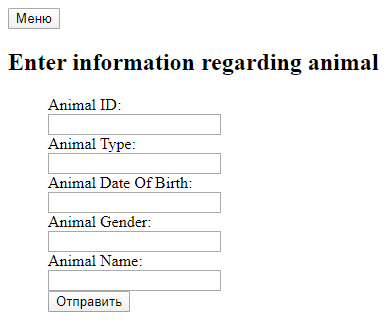 Меню
Enter information regarding animal
Animal ID:
Animal Type:
Animal Date Of Birth:
Animal Gender:
Animal Name:
Отправить